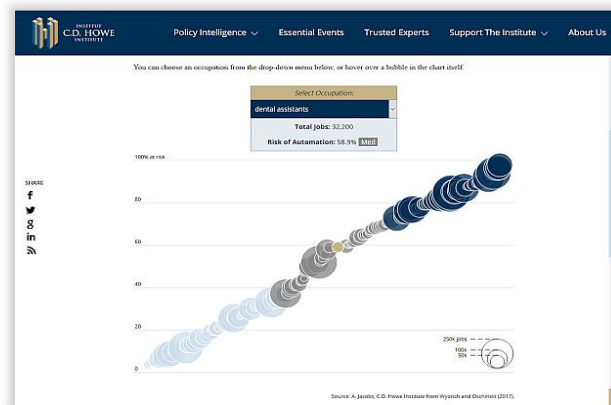 INSTITUT
C.D. HOWE
INSTITUTE
Policy Intelligence
Essential Events
Trusted Experts
Support The Institute
About Us
You can choose an occupation from the drop-down menu below, or hover over a bubble in the chart itself.
Select Occupation:
dental assistants
Total Jobs: 32,200
Risk of Automation: 58.9% Med
100% at risk
80
60
40
20
0
SHARE
250k jobs
100k
50k
Source: A. Jacobs, C.D. Howe Institute from Wyonch and Oschinski (2017).